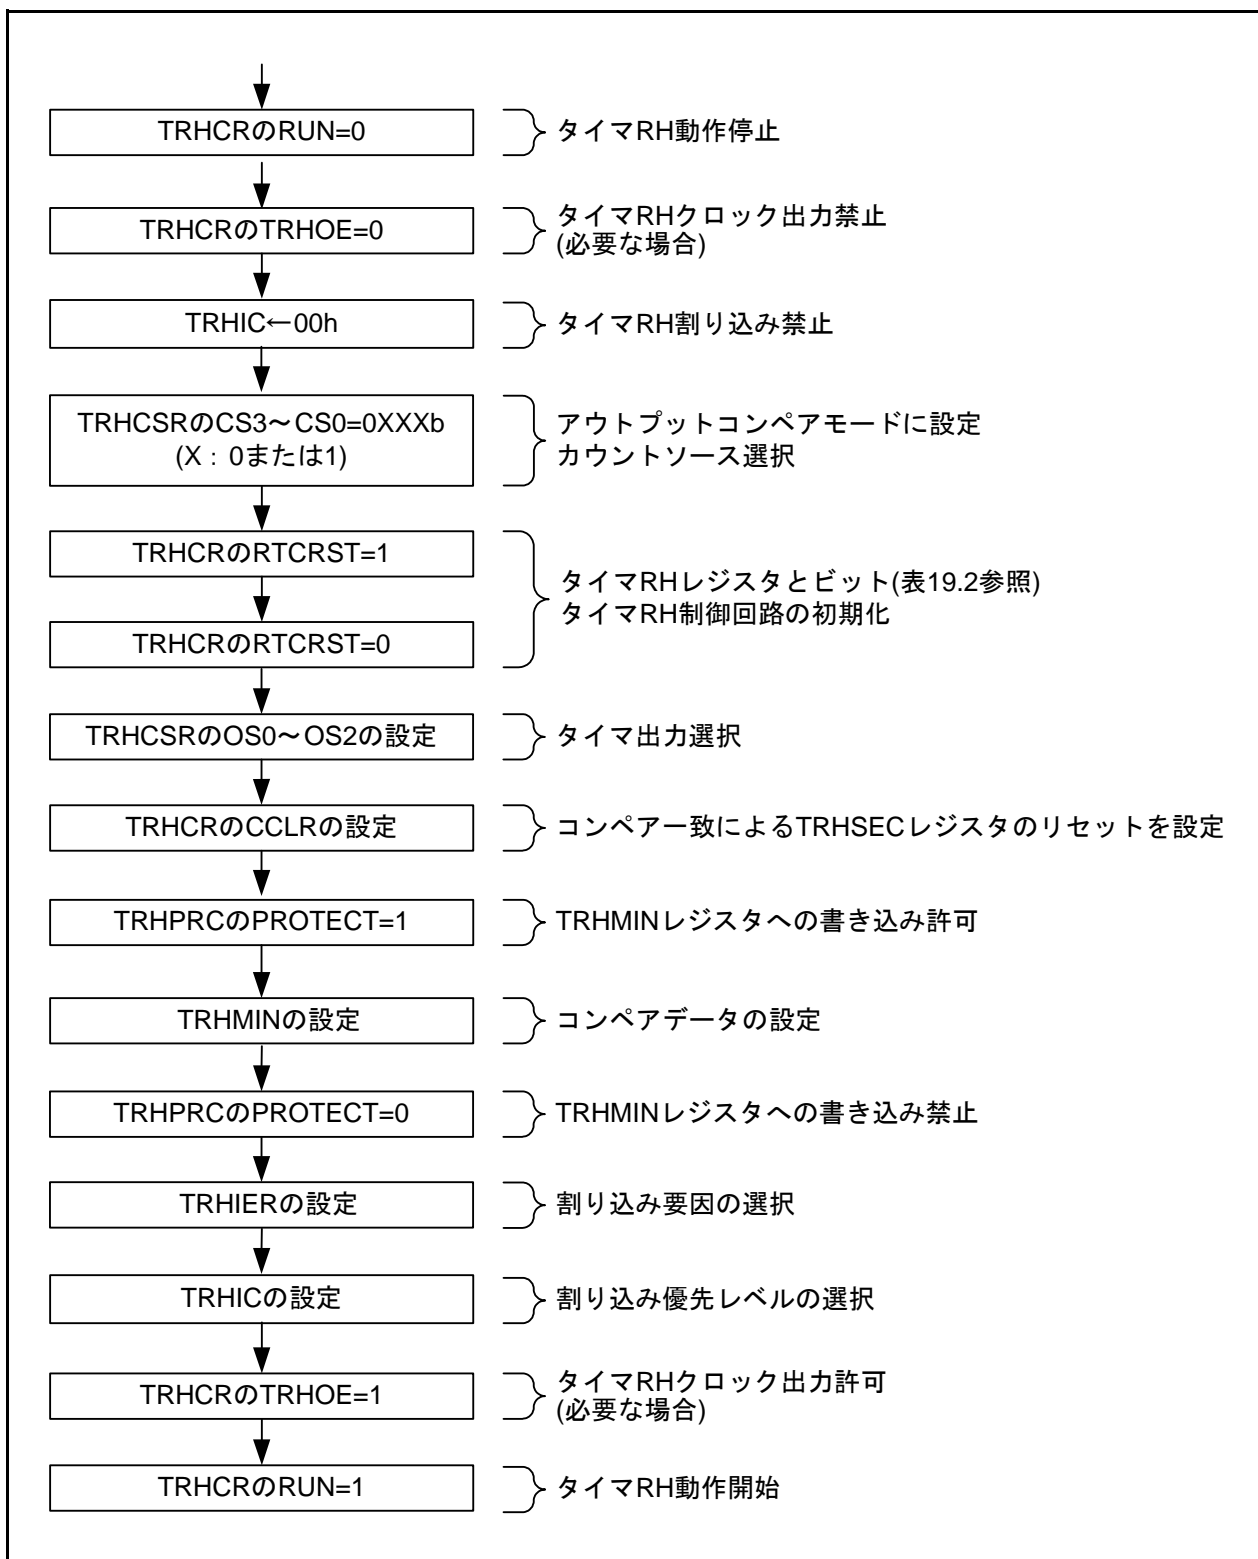 TRHCRのRUN=0
タイマRH動作停止
TRHCRのTRHOE=0
タイマRHクロック出力禁止
(必要な場合)
TRHIC←00h
タイマRH割り込み禁止
TRHCSRのCS3～CS0=0XXXb
(X：0または1)
アウトプットコンペアモードに設定
カウントソース選択
TRHCRのRTCRST=1
TRHCRのRTCRST=0
タイマRHレジスタとビット(表19.2参照)
タイマRH制御回路の初期化
TRHCSRのOS0～OS2の設定
タイマ出力選択
TRHCRのCCLRの設定
コンペア一致によるTRHSECレジスタのリセットを設定
TRHPRCのPROTECT=1
TRHMINレジスタへの書き込み許可
TRHMINの設定
コンペアデータの設定
TRHPRCのPROTECT=0
TRHMINレジスタへの書き込み禁止
TRHIERの設定
割り込み要因の選択
TRHICの設定
割り込み優先レベルの選択
TRHCRのTRHOE=1
タイマRHクロック出力許可
(必要な場合)
TRHCRのRUN=1
タイマRH動作開始